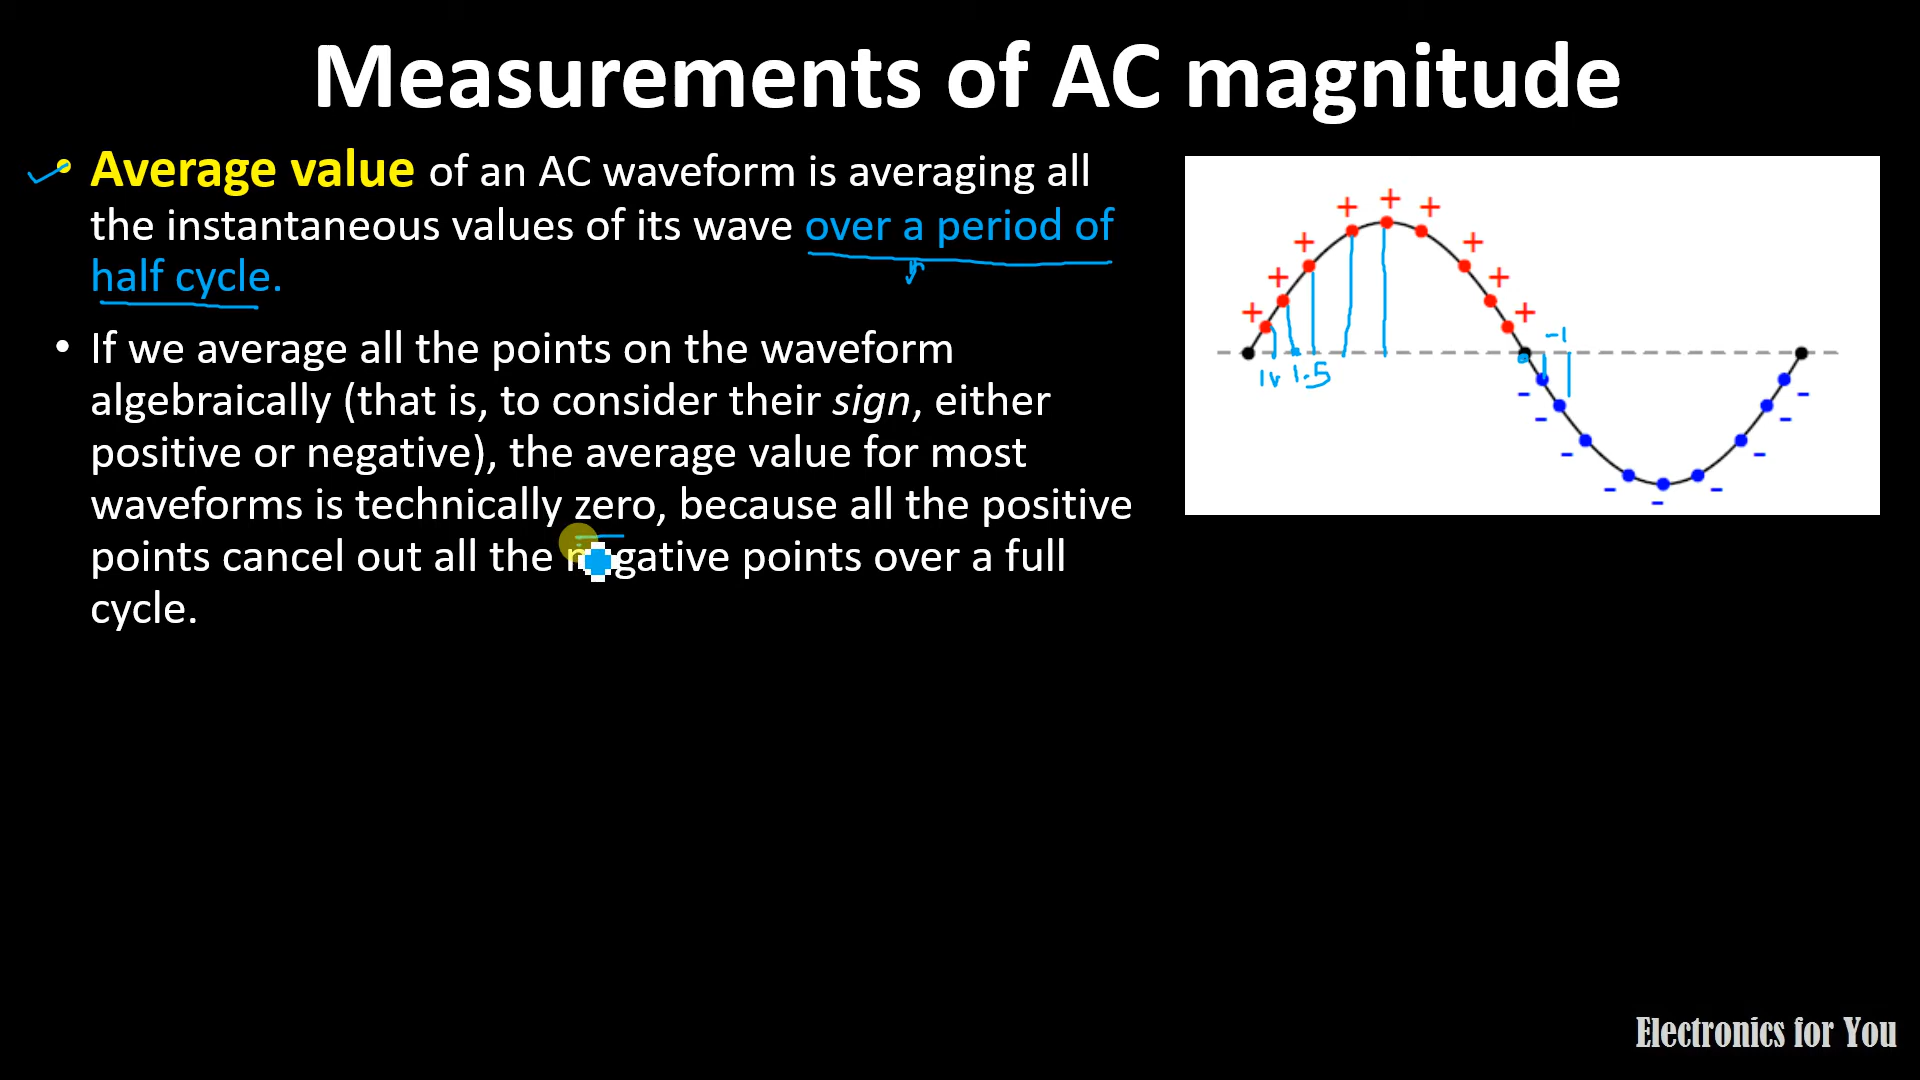 Measurements of AC magnitude
• Average value of an AC waveform is averaging all
the instantaneous values of its wave over a period of
half cycle.
• If we average all the points on the waveform
algebraically (that is, to consider their sign, either
positive or negative), the average value for most
waveforms is technically zero, because all the positive
points cancel out all the negative points over a full
cycle.
+ + + + + + + + +
1v 1.5
-1
- - - - - - - - -
Electronics for You